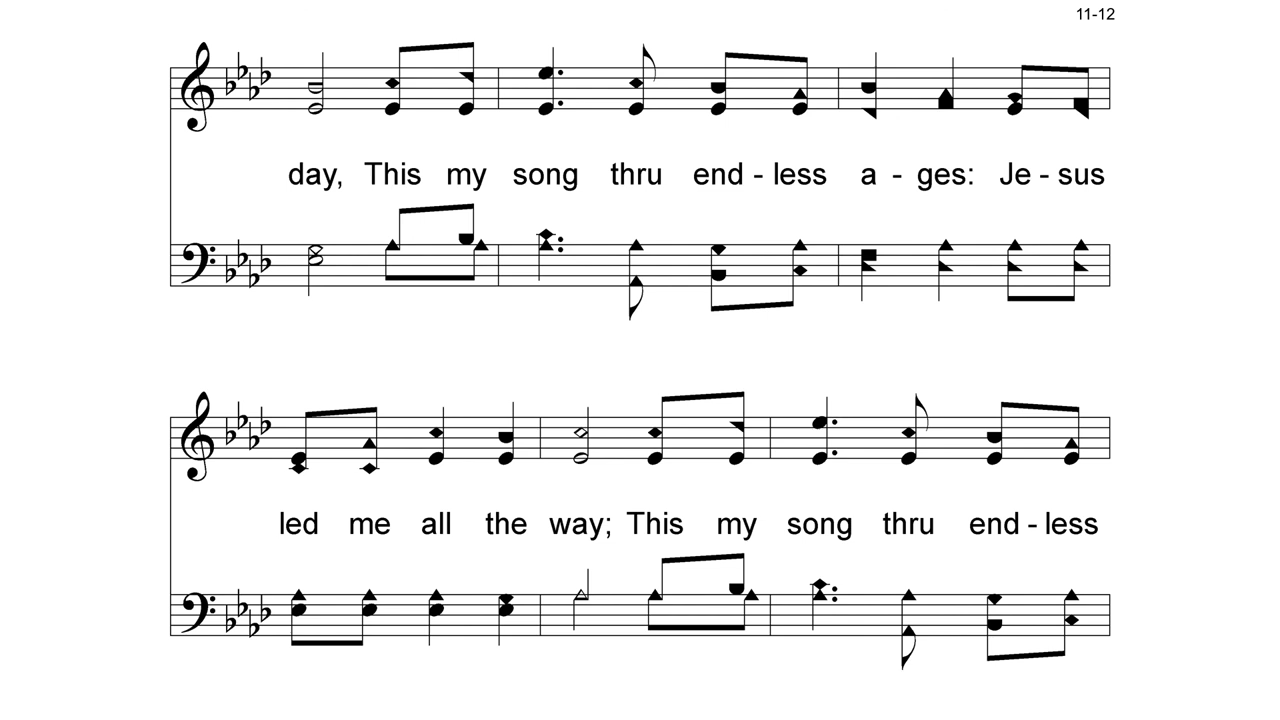 11-12
day, This my song thru end - less a - ges: Je - sus
led me all the way; This my song thru end - less